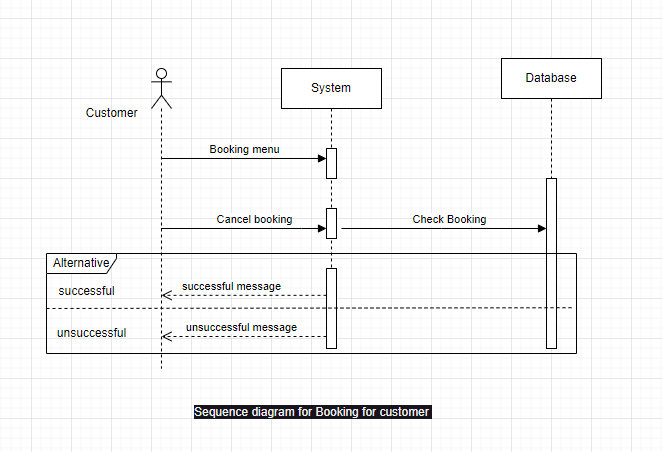 System
Database
Customer
Booking menu
Cancel booking
Check Booking
Alternative
successful
successful message
unsuccessful
unsuccessful message
Sequence diagram for Booking for customer